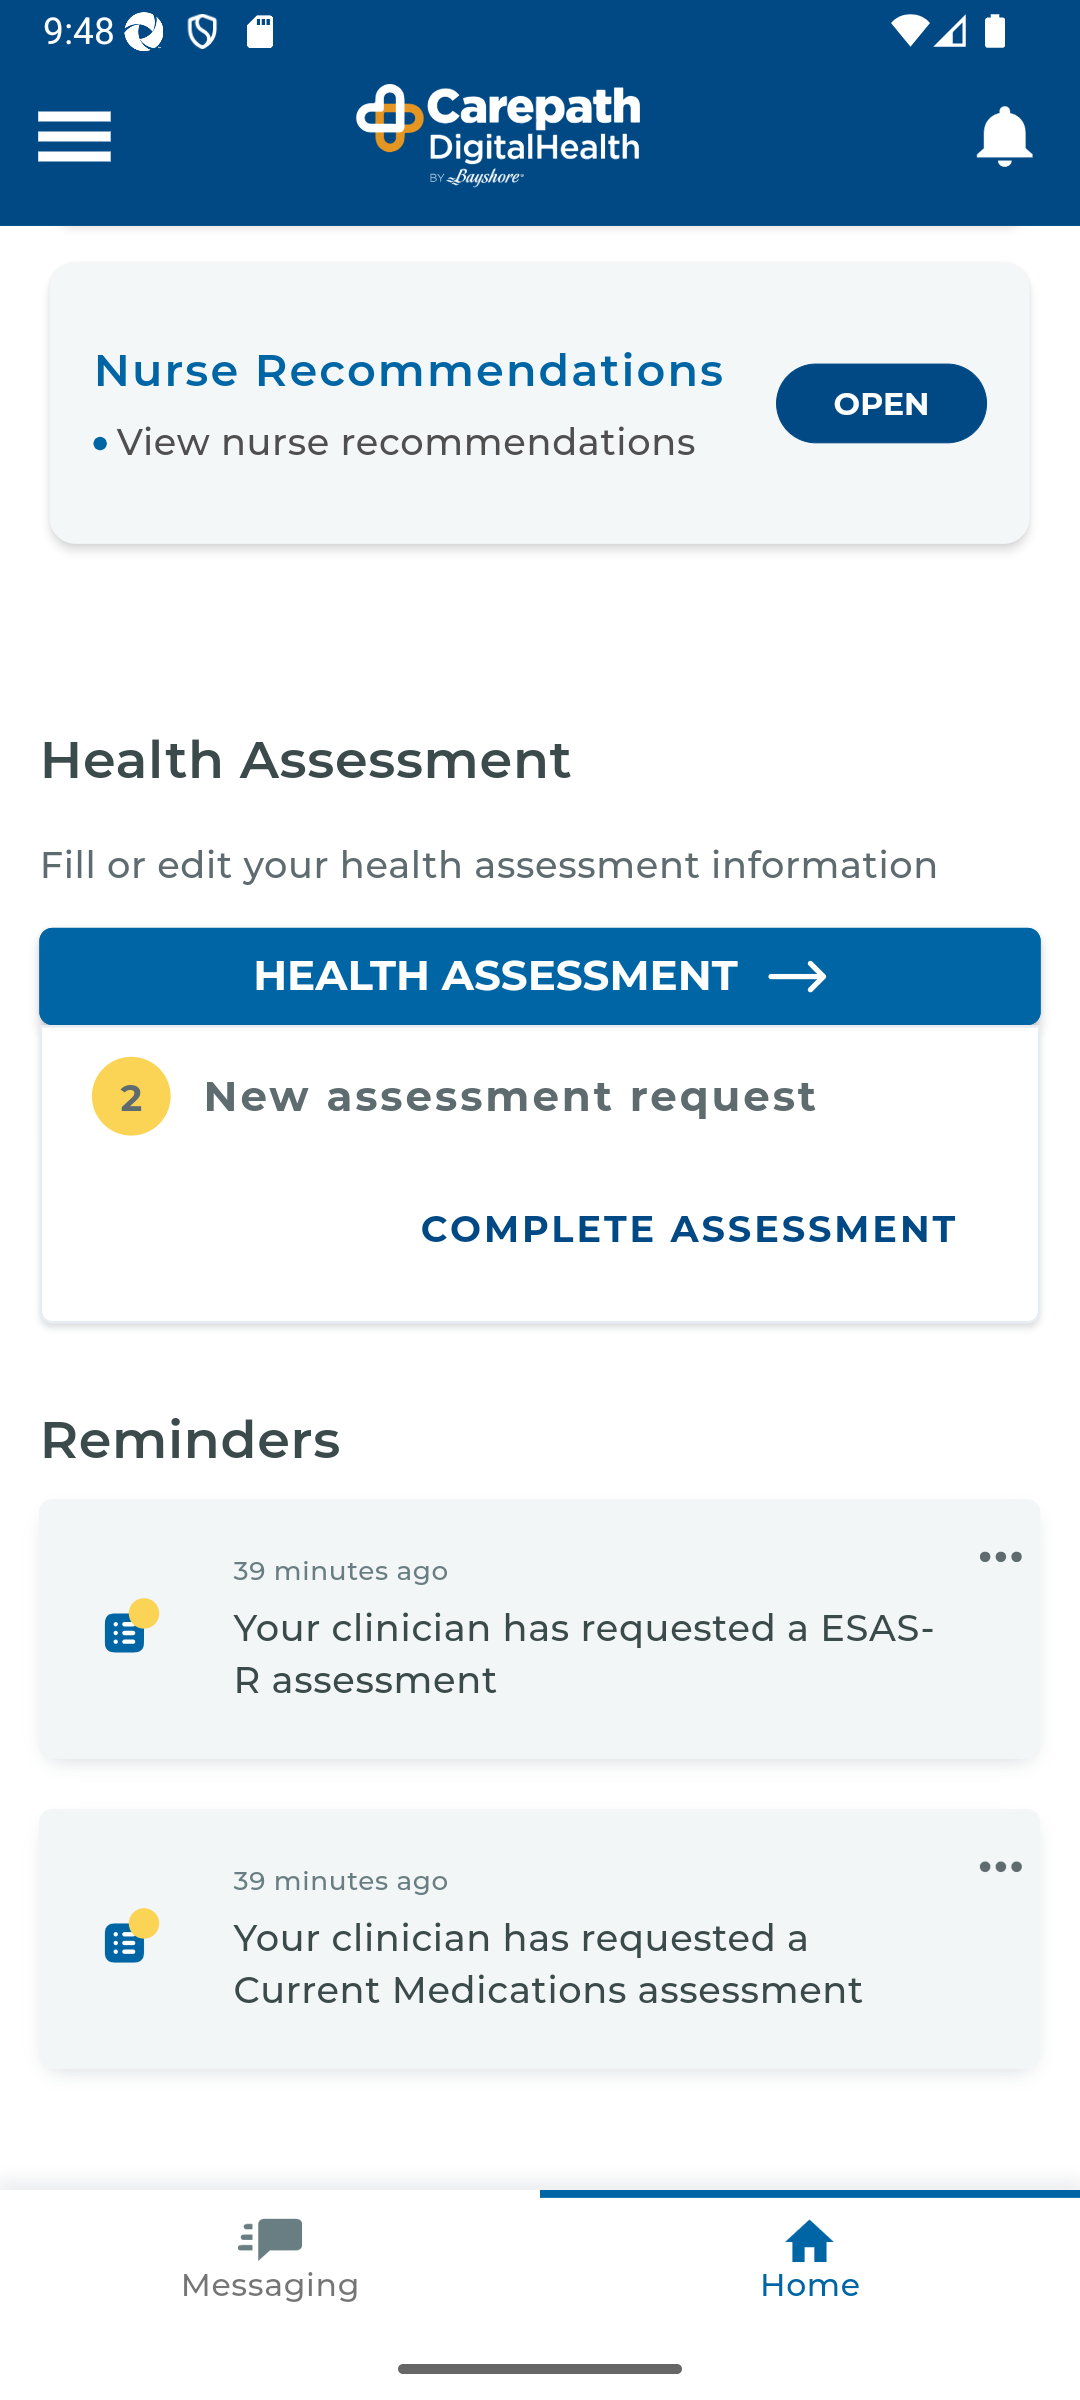 9:48
Carepath
DigitalHealth
BY Bayshore
Nurse Recommendations
OPEN
• View nurse recommendations
Health Assessment
Fill or edit your health assessment information
HEALTH ASSESSMENT →
2 New assessment request
COMPLETE ASSESSMENT
Reminders
39 minutes ago
Your clinician has requested a ESAS-
R assessment
39 minutes ago
Your clinician has requested a
Current Medications assessment
Messaging
Home